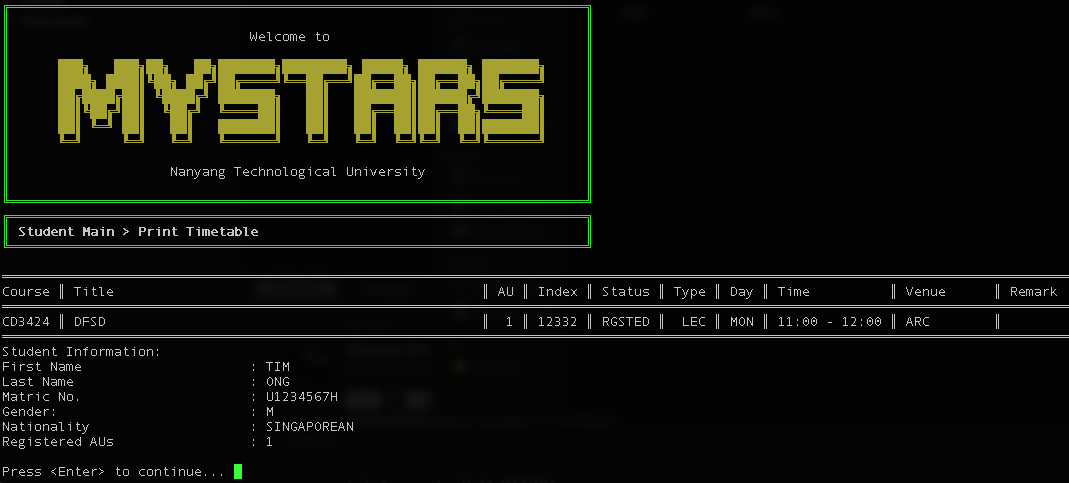 Welcome to
MYSTARS
Nanyang Technological University
Student Main > Print Timetable
Course ║ Title ║ AU ║ Index ║ Status ║ Type ║ Day ║ Time ║ Venue ║ Remark
CD3424 ║ DFSD ║ 1 ║ 12332 ║ RGSTED ║ LEC ║ MON ║ 11:00 - 12:00 ║ ARC ║
Student Information:
First Name : TIM
Last Name : ONG
Matric No. : U1234567H
Gender: : M
Nationality : SINGAPOREAN
Registered AUs : 1
Press <Enter> to continue...